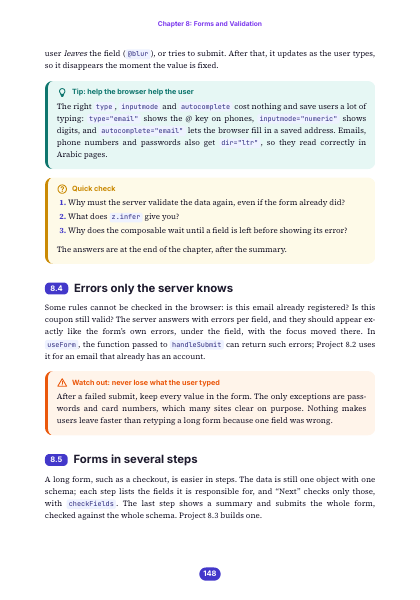 Chapter 8: Forms and Validation
user leaves the field ( @blur ), or tries to submit. After that, it updates as the user types,
so it disappears the moment the value is fixed.
Tip: help the browser help the user
The right type , inputmode and autocomplete cost nothing and save users a lot of
typing: type="email" shows the @ key on phones, inputmode="numeric" shows
digits, and autocomplete="email" lets the browser fill in a saved address. Emails,
phone numbers and passwords also get dir="ltr" , so they read correctly in
Arabic pages.
Quick check
1. Why must the server validate the data again, even if the form already did?
2. What does z.infer give you?
3. Why does the composable wait until a field is left before showing its error?
The answers are at the end of the chapter, after the summary.
8.4 Errors only the server knows
Some rules cannot be checked in the browser: is this email already registered? Is this
coupon still valid? The server answers with errors per field, and they should appear ex-
actly like the form's own errors, under the field, with the focus moved there. In
useForm , the function passed to handleSubmit can return such errors; Project 8.2 uses
it for an email that already has an account.
Watch out: never lose what the user typed
After a failed submit, keep every value in the form. The only exceptions are pass-
words and card numbers, which many sites clear on purpose. Nothing makes
users leave faster than retyping a long form because one field was wrong.
8.5 Forms in several steps
A long form, such as a checkout, is easier in steps. The data is still one object with one
schema; each step lists the fields it is responsible for, and “Next” checks only those,
with checkFields . The last step shows a summary and submits the whole form,
checked against the whole schema. Project 8.3 builds one.
148